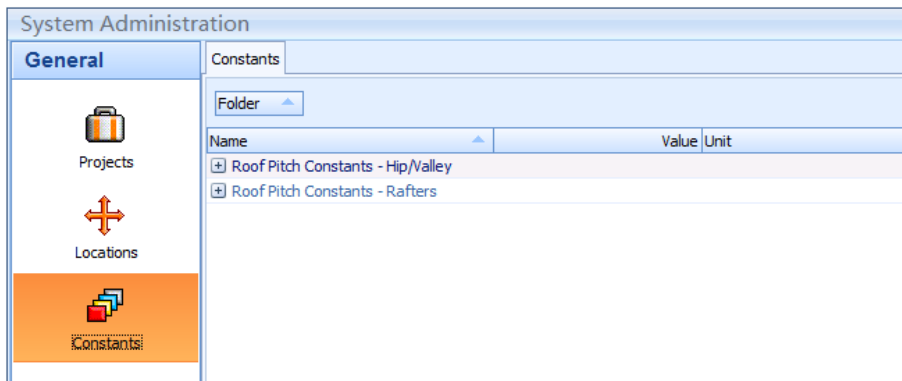 System Administration
General
Constants
Projects
Locations
Constants
Folder
Name Value Unit
Roof Pitch Constants - Hip/Valley
Roof Pitch Constants - Rafters